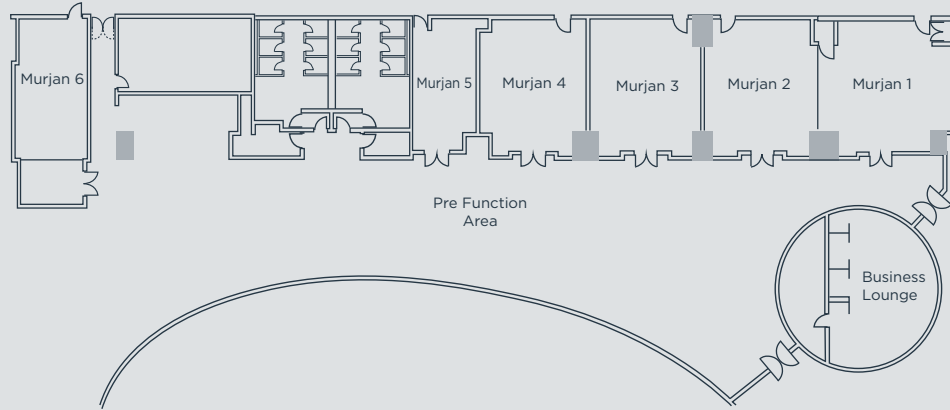 Murjan 6
Murjan 5
Murjan 4
Murjan 3
Murjan 2
Murjan 1
Pre Function
Area
Business
Lounge